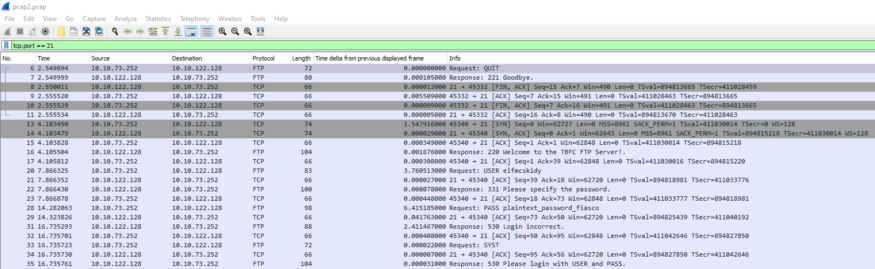 pcap2.pcap
File Edit View Go Capture Analyze Statistics Telephony Wireless Tools Help
tcp.port == 21
No. Time Source Destination Protocol Length Time delta from previous displayed frame Info
6 2.549894 10.10.73.252 10.10.122.128 FTP 72 0.000000000 Request: QUIT
7 2.549999 10.10.122.128 10.10.73.252 FTP 80 0.000105000 Response: 221 Goodbye.
8 2.550011 10.10.122.128 10.10.73.252 TCP 66 0.000012000 21 → 45332 [FIN, ACK] Seq=15 Ack=7 Win=490 Len=0 TSval=894813665 TSecr=411028459
9 2.555520 10.10.73.252 10.10.122.128 TCP 66 0.005509000 45332 → 21 [ACK] Seq=7 Ack=15 Win=491 Len=0 TSval=411028463 TSecr=894813665
10 2.555529 10.10.73.252 10.10.122.128 TCP 66 0.000009000 45332 → 21 [FIN, ACK] Seq=7 Ack=16 Win=491 Len=0 TSval=411028463 TSecr=894813665
11 2.555534 10.10.122.128 10.10.73.252 TCP 66 0.000005000 21 → 45332 [ACK] Seq=16 Ack=8 Win=490 Len=0 TSval=894813670 TSecr=411028463
13 4.103450 10.10.73.252 10.10.122.128 TCP 74 1.547916000 45340 → 21 [SYN] Seq=0 Win=62727 Len=0 MSS=8961 SACK_PERM=1 TSval=411030014 TSecr=0 WS=128
14 4.103479 10.10.122.128 10.10.73.252 TCP 74 0.000029000 21 → 45340 [SYN, ACK] Seq=0 Ack=1 Win=62643 Len=0 MSS=8961 SACK_PERM=1 TSval=894815218 TSecr=411030014 WS=128
15 4.103828 10.10.73.252 10.10.122.128 TCP 66 0.000349000 45340 → 21 [ACK] Seq=1 Ack=1 Win=62848 Len=0 TSval=411030014 TSecr=894815218
16 4.105504 10.10.122.128 10.10.73.252 FTP 104 0.001676000 Response: 220 Welcome to the TBFC FTP Server!.
17 4.105812 10.10.73.252 10.10.122.128 TCP 66 0.000308000 45340 → 21 [ACK] Seq=1 Ack=39 Win=62848 Len=0 TSval=411030016 TSecr=894815220
20 7.866325 10.10.73.252 10.10.122.128 FTP 83 3.760513000 Request: USER elfmcskidy
21 7.866352 10.10.122.128 10.10.73.252 TCP 66 0.000027000 21 → 45340 [ACK] Seq=39 Ack=18 Win=62720 Len=0 TSval=894818981 TSecr=411033776
22 7.866430 10.10.122.128 10.10.73.252 FTP 100 0.000078000 Response: 331 Please specify the password.
23 7.866878 10.10.73.252 10.10.122.128 TCP 66 0.000448000 45340 → 21 [ACK] Seq=18 Ack=73 Win=62848 Len=0 TSval=411033777 TSecr=894818981
28 14.282063 10.10.73.252 10.10.122.128 FTP 98 6.415185000 Request: PASS plaintext_password_fiasco
29 14.323826 10.10.122.128 10.10.73.252 TCP 66 0.041763000 21 → 45340 [ACK] Seq=73 Ack=50 Win=62720 Len=0 TSval=894825439 TSecr=411040192
31 16.735293 10.10.122.128 10.10.73.252 FTP 88 2.411467000 Response: 530 Login incorrect.
32 16.735701 10.10.73.252 10.10.122.128 TCP 66 0.000408000 45340 → 21 [ACK] Seq=50 Ack=95 Win=62848 Len=0 TSval=411042646 TSecr=894827850
33 16.735723 10.10.73.252 10.10.122.128 FTP 72 0.000022000 Request: SYST
34 16.735730 10.10.122.128 10.10.73.252 TCP 66 0.000007000 21 → 45340 [ACK] Seq=95 Ack=56 Win=62720 Len=0 TSval=894827850 TSecr=411042646
35 16.735761 10.10.122.128 10.10.73.252 FTP 104 0.000031000 Response: 530 Please login with USER and PASS.